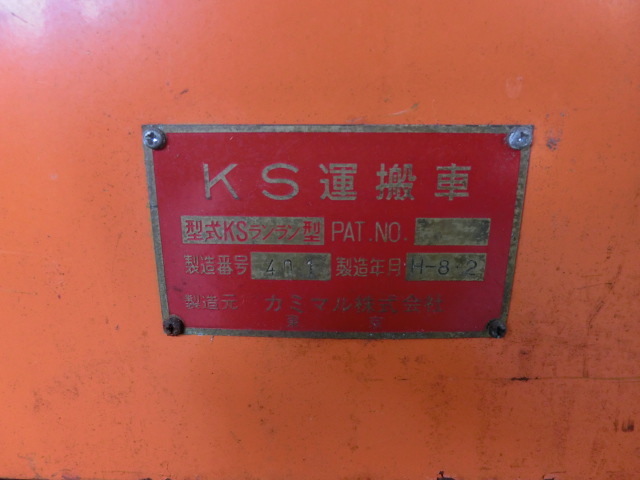 KS運搬車
型式KSランラン型 PAT.NO.
製造番号 401 製造年月 H-8.2
製造元 カミマル株式会社
東京